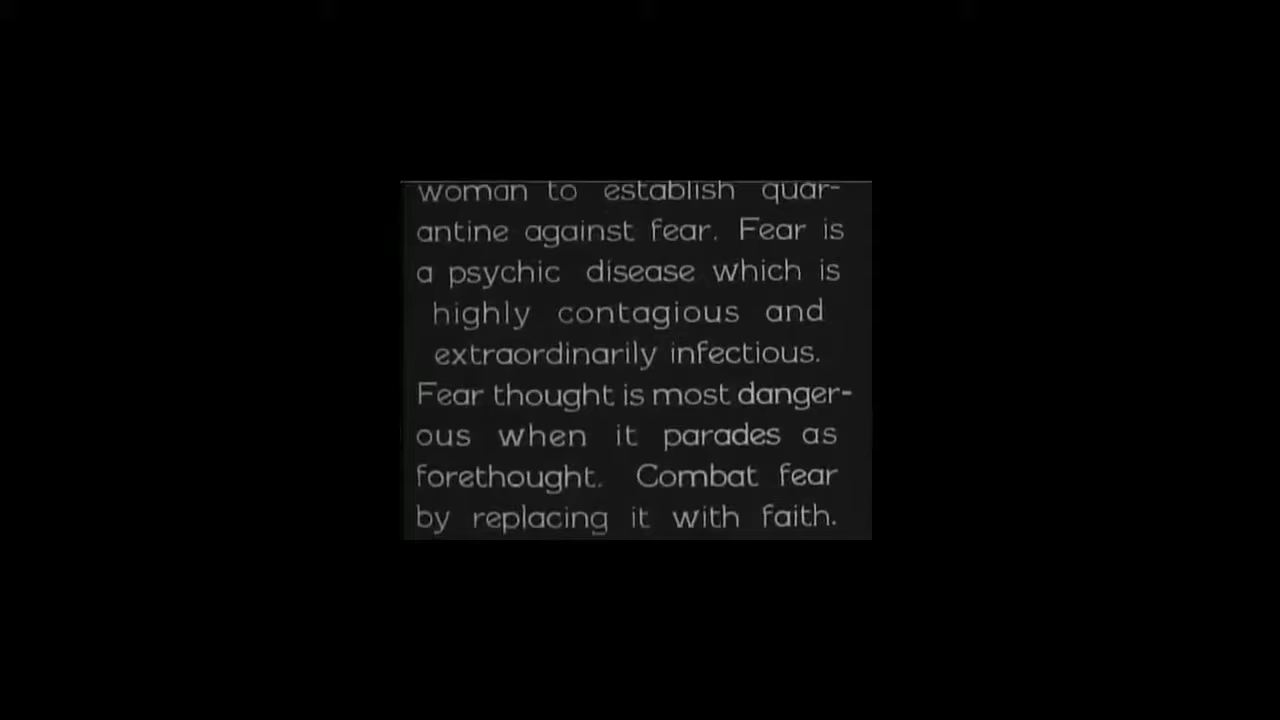 woman to establish quar-
antine against fear. Fear is
a psychic disease which is
highly contagious and
extraordinarily infectious.
Fear thought is most danger-
ous when it parades as
forethought. Combat fear
by replacing it with faith.